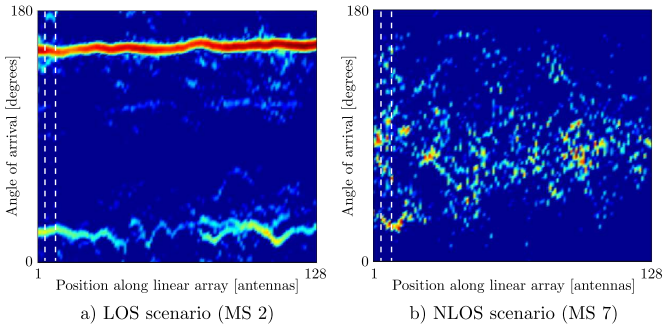 180
Angle of arrival [degrees]
0
1
128
Position along linear array [antennas]
a) LOS scenario (MS 2)
180
Angle of arrival [degrees]
0
1
128
Position along linear array [antennas]
b) NLOS scenario (MS 7)